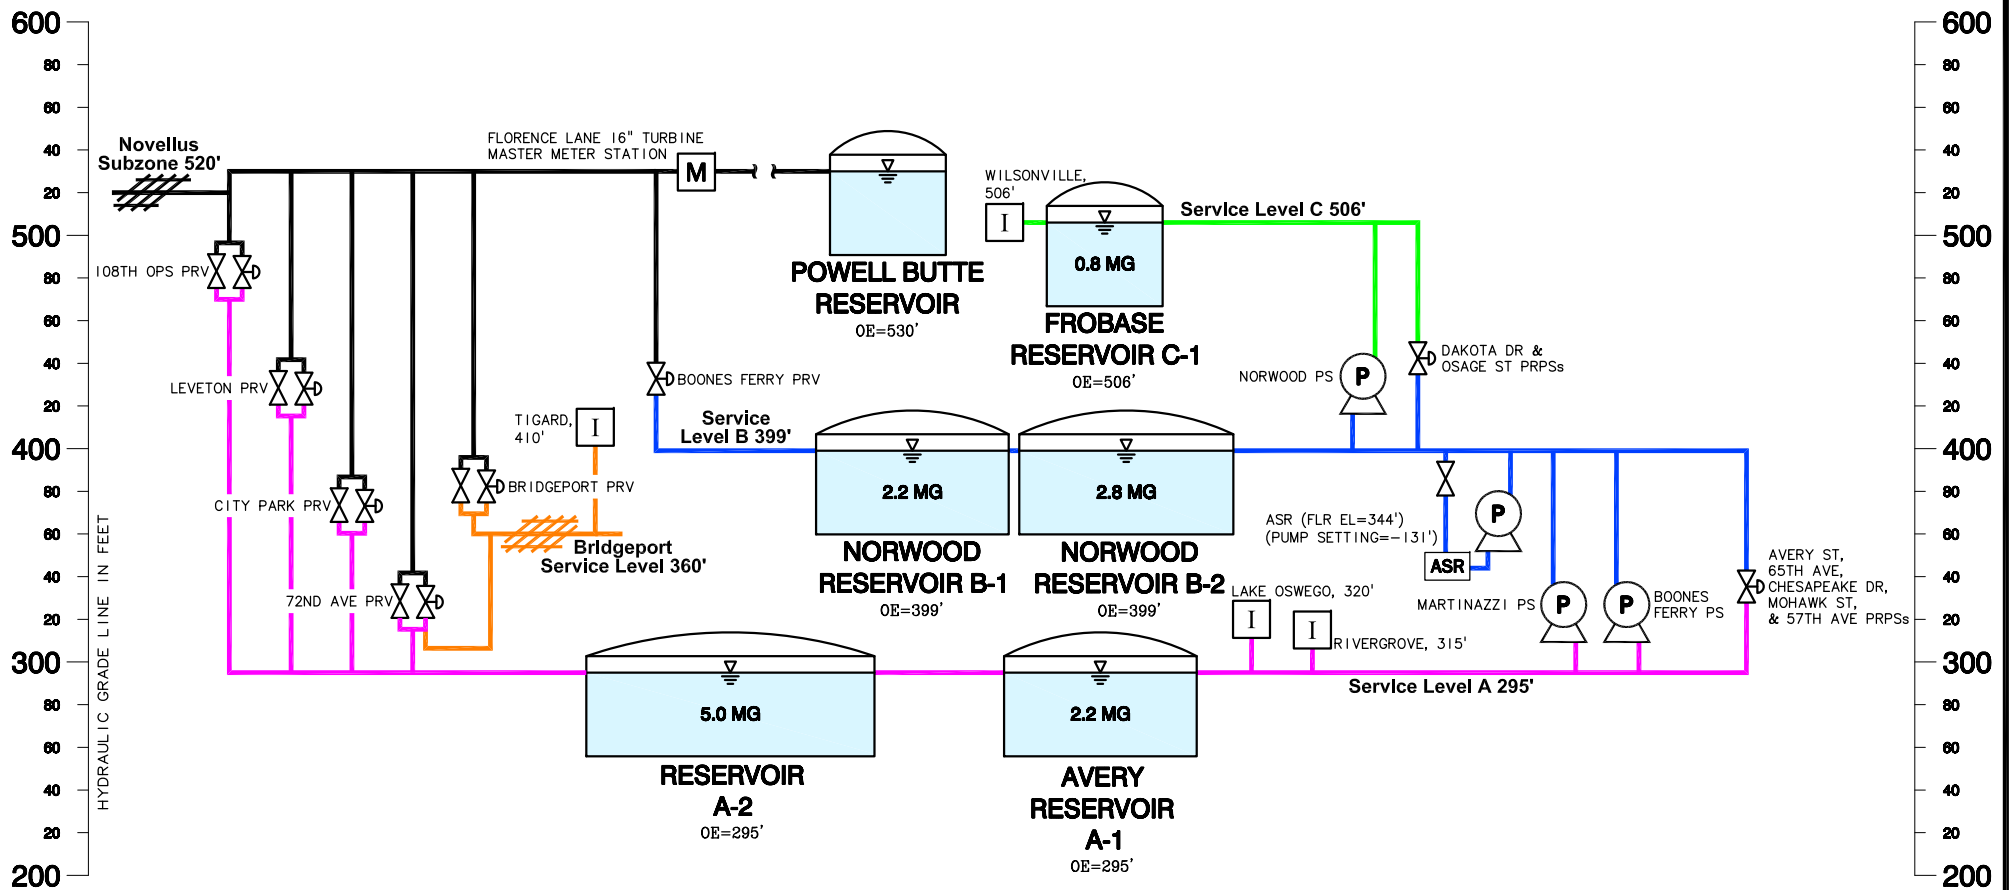 600
80
60
40
20
500
80
60
40
20
400
80
60
40
20
300
80
60
40
20
200
HYDRAULIC GRADE LINE IN FEET
Novellus
Subzone 520'
FLORENCE LANE 16" TURBINE
MASTER METER STATION
M
108TH OPS PRV
LEVETON PRV
CITY PARK PRV
72ND AVE PRV
BRIDGEPORT PRV
TIGARD,
410'
I
Bridgeport
Service Level 360'
BOONES FERRY PRV
Service
Level B 399'
POWELL BUTTE
RESERVOIR
OE=530'
WILSONVILLE,
506'
I
0.8 MG
FROBASE
RESERVOIR C-1
OE=506'
Service Level C 506'
NORWOOD PS
P
DAKOTA DR &
OSAGE ST PRPSs
2.2 MG
NORWOOD
RESERVOIR B-1
OE=399'
2.8 MG
NORWOOD
RESERVOIR B-2
OE=399'
ASR (FLR EL=344')
(PUMP SETTING=-131')
P
ASR
LAKE OSWEGO, 320'
I
I
RIVERGROVE, 315'
MARTINAZZI PS
P
P
BOONES
FERRY PS
AVERY ST,
65TH AVE,
CHESAPEAKE DR,
MOHAWK ST,
& 57TH AVE PRPSs
5.0 MG
RESERVOIR
A-2
OE=295'
2.2 MG
AVERY
RESERVOIR
A-1
OE=295'
Service Level A 295'
600
80
60
40
20
500
80
60
40
20
400
80
60
40
20
300
80
60
40
20
200